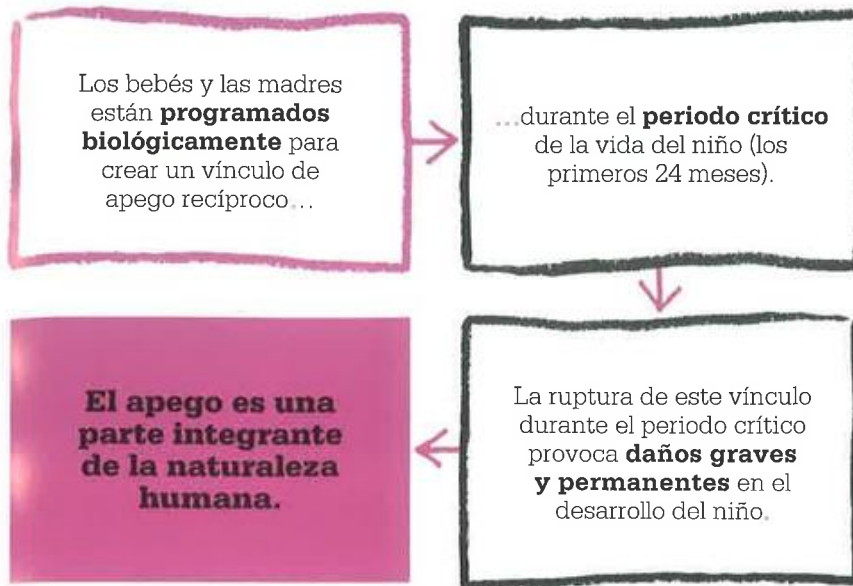 Los bebés y las madres
están programados
biológicamente para
crear un vínculo de
apego recíproco...
...durante el periodo crítico
de la vida del niño (los
primeros 24 meses).
La ruptura de este vínculo
durante el periodo crítico
provoca daños graves
y permanentes en el
desarrollo del niño.
El apego es una
parte integrante
de la naturaleza
humana.